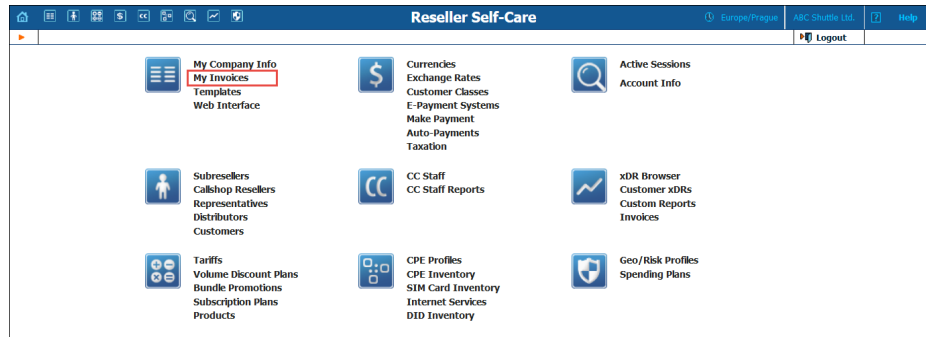 $ CC Reseller Self-Care Europe/Prague ABC Shuttle Ltd. ? Help
Logout
My Company Info
My Invoices
Templates
Web Interface
$
Currencies
Exchange Rates
Customer Classes
E-Payment Systems
Make Payment
Auto-Payments
Taxation
Active Sessions
Account Info
Subresellers
Callshop Resellers
Representatives
Distributors
Customers
CC
CC Staff
CC Staff Reports
xDR Browser
Customer xDRs
Custom Reports
Invoices
Tariffs
Volume Discount Plans
Bundle Promotions
Subscription Plans
Products
CPE Profiles
CPE Inventory
SIM Card Inventory
Internet Services
DID Inventory
Geo/Risk Profiles
Spending Plans